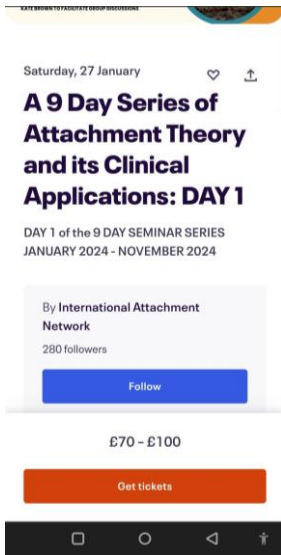 KATE BROWN TO FACILITATE GROUP DISCUSSIONS
Saturday, 27 January
A 9 Day Series of
Attachment Theory
and its Clinical
Applications: DAY 1
DAY 1 of the 9 DAY SEMINAR SERIES
JANUARY 2024 - NOVEMBER 2024
By International Attachment
Network
280 followers
Follow
£70 – £100
Get tickets